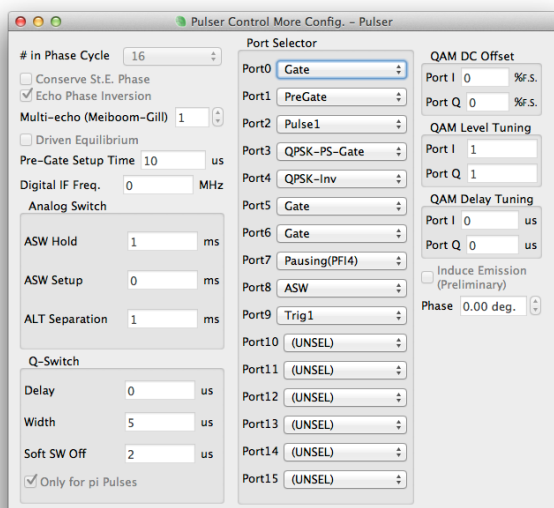 Pulser Control More Config. - Pulser
# in Phase Cycle 16
Conserve St.E. Phase
Echo Phase Inversion
Multi-echo (Meiboom-Gill) 1
Driven Equilibrium
Pre-Gate Setup Time 10 us
Digital IF Freq. 0 MHz
Analog Switch
ASW Hold 1 ms
ASW Setup 0 ms
ALT Separation 1 ms
Q-Switch
Delay 0 us
Width 5 us
Soft SW Off 2 us
Only for pi Pulses
Port Selector
Port0 Gate
Port1 PreGate
Port2 Pulse1
Port3 QPSK-PS-Gate
Port4 QPSK-Inv
Port5 Gate
Port6 Gate
Port7 Pausing(PFI4)
Port8 ASW
Port9 Trig1
Port10 (UNSEL)
Port11 (UNSEL)
Port12 (UNSEL)
Port13 (UNSEL)
Port14 (UNSEL)
Port15 (UNSEL)
QAM DC Offset
Port I 0 %F.S.
Port Q 0 %F.S.
QAM Level Tuning
Port I 1
Port Q 1
QAM Delay Tuning
Port I 0 us
Port Q 0 us
Induce Emission
(Preliminary)
Phase 0.00 deg.